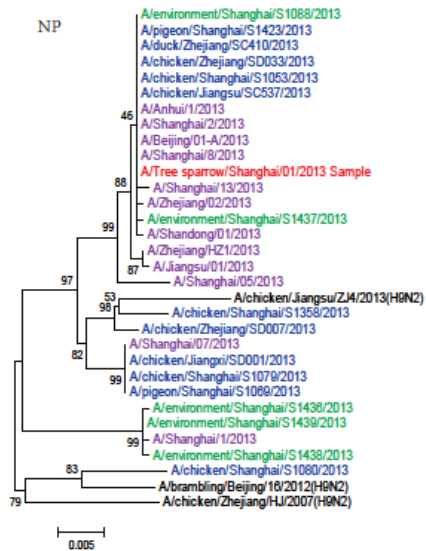 NP
A/environment/Shanghai/S1088/2013
A/pigeon/Shanghai/S1423/2013
A/duck/Zhejiang/SC410/2013
A/chicken/Zhejiang/SD033/2013
A/chicken/Shanghai/S1053/2013
A/chicken/Jiangsu/SC537/2013
46
A/Anhui/1/2013
A/Shanghai/2/2013
A/Beijing/01-A/2013
A/Shanghai/8/2013
A/Tree sparrow/Shanghai/01/2013 Sample
88
A/Shanghai/13/2013
A/Zhejiang/02/2013
A/environment/Shanghai/S1437/2013
99
A/Shandong/01/2013
A/Zhejiang/HZ1/2013
87
A/Jiangsu/01/2013
97
A/Shanghai/05/2013
53
A/chicken/Jiangsu/ZJ4/2013(H9N2)
98
A/chicken/Shanghai/S1358/2013
A/chicken/Zhejiang/SD007/2013
82
A/Shanghai/07/2013
A/chicken/Jiangxi/SD001/2013
99
A/chicken/Shanghai/S1079/2013
A/pigeon/Shanghai/S1069/2013
A/environment/Shanghai/S1436/2013
A/environment/Shanghai/S1439/2013
99
A/Shanghai/1/2013
A/environment/Shanghai/S1438/2013
83
A/chicken/Shanghai/S1080/2013
A/brambling/Beijing/16/2012(H9N2)
79
A/chicken/Zhejiang/HJ/2007(H9N2)
0.005